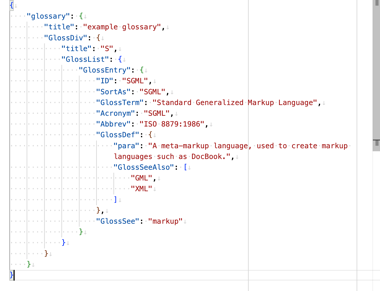 {
    "glossary": {
        "title": "example glossary",
        "GlossDiv": {
            "title": "S",
            "GlossList": {
                "GlossEntry": {
                    "ID": "SGML",
                    "SortAs": "SGML",
                    "GlossTerm": "Standard Generalized Markup Language",
                    "Acronym": "SGML",
                    "Abbrev": "ISO 8879:1986",
                    "GlossDef": {
                        "para": "A meta-markup language, used to create markup
                        languages such as DocBook.",
                        "GlossSeeAlso": [
                            "GML",
                            "XML"
                        ]
                    },
                    "GlossSee": "markup"
                }
            }
        }
    }
}